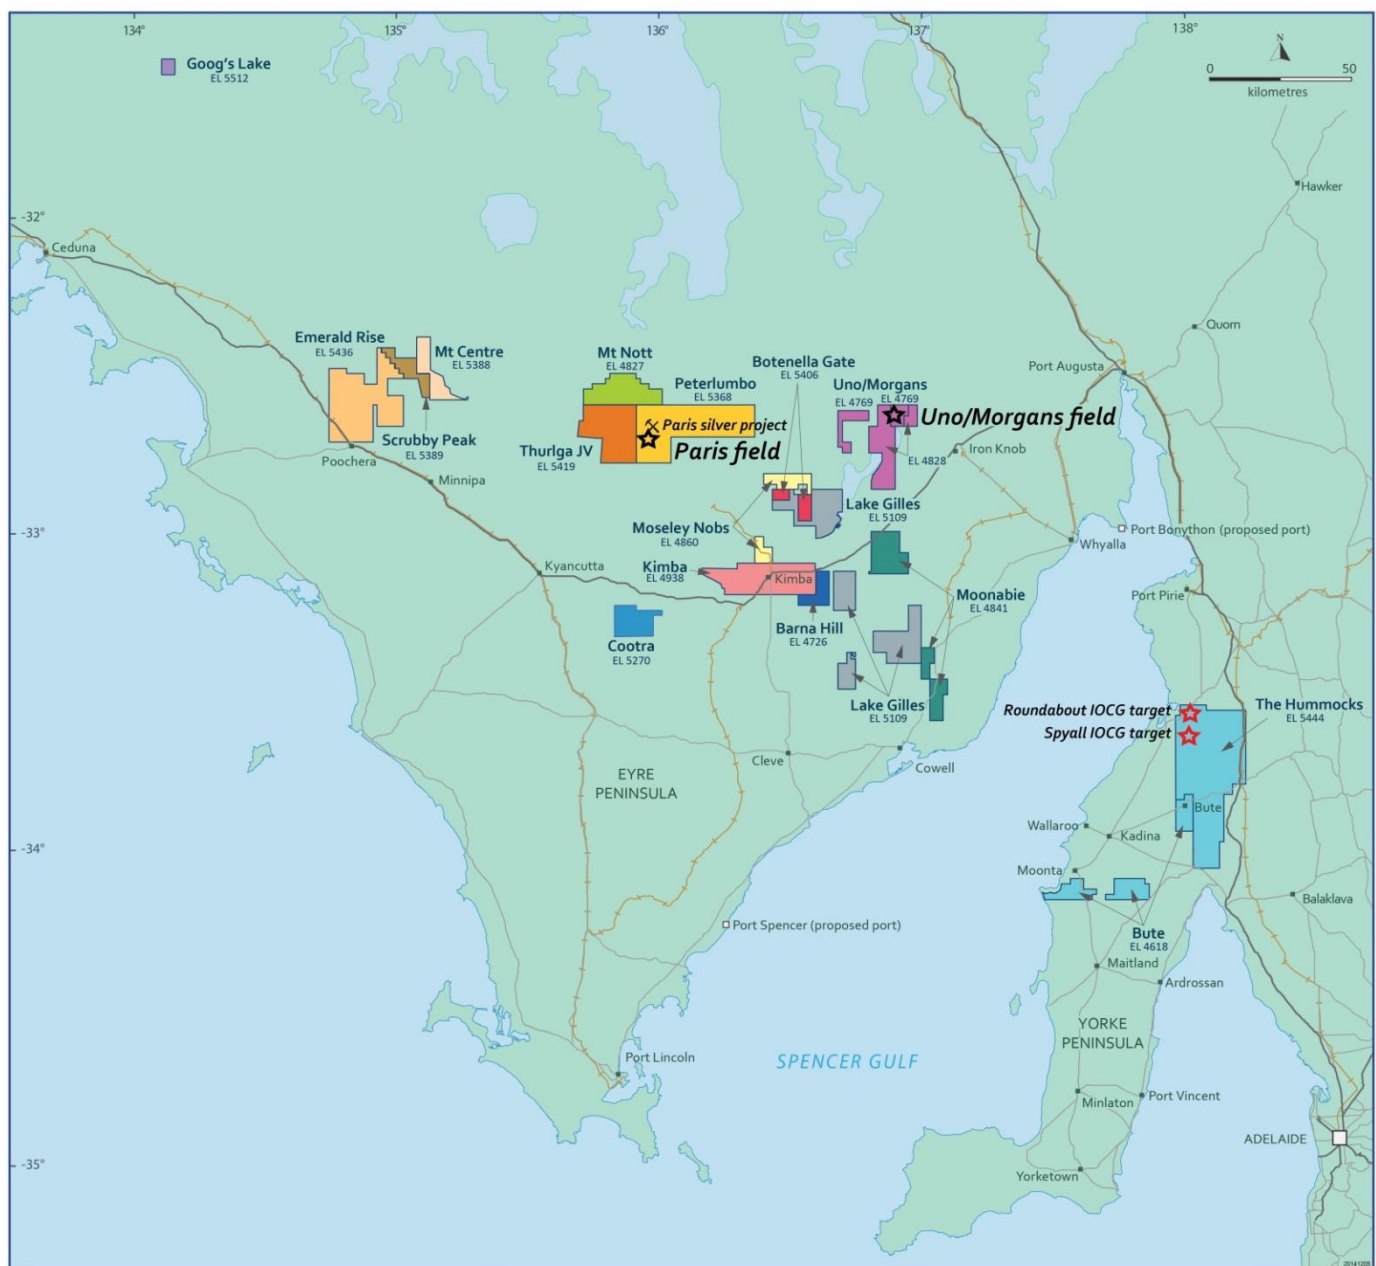 134°
135°
136°
137°
138°
Goog's Lake
EL 5512
N
0 50
kilometres
Hawker
-32°
Ceduna
Quom
Emerald Rise
EL 5436
Mt Centre
EL 5388
Mt Nott
EL 4827
Botenella Gate
EL 5406
Port Augusta
Peterlumbo
EL 5368
Uno/Morgans
EL 4769
EL 4769
Paris silver project
Uno/Morgans field
Scrubby Peak
EL 5389
Thurlga JV
EL 5419
Paris field
EL 4828
Iron Knob
Poochera
Minnipa
Lake Gilles
EL 5109
Moseley Nobs
EL 4860
-33°
Port Bonython (proposed port)
Whyalla
Kyancutta
Kimba
EL 4938
Kimba
Moonabie
EL 4841
Port Pirie
Cootra
EL 5270
Barna Hill
EL 4726
Lake Gilles
EL 5109
Roundabout IOCG target
The Hummocks
EL 5444
Spyall IOCG target
Cleve
Cowell
EYRE
PENINSULA
Bute
Wallaroo
Kadina
-34°
Moonta
Balaklava
Port Spencer (proposed port)
Bute
EL 4618
Maitland
Ardrossan
YORKE
PENINSULA
Port Lincoln
SPENCER GULF
Minlaton
Port Vincent
ADELAIDE
-35°
Yorketown
20141205